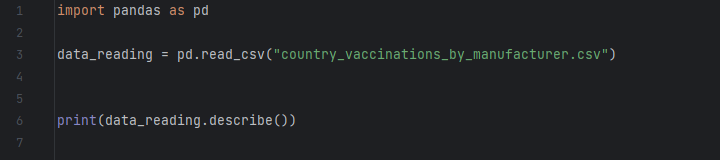 1 import pandas as pd
2
3 data_reading = pd.read_csv("country_vaccinations_by_manufacturer.csv")
4
5
6 print(data_reading.describe())
7